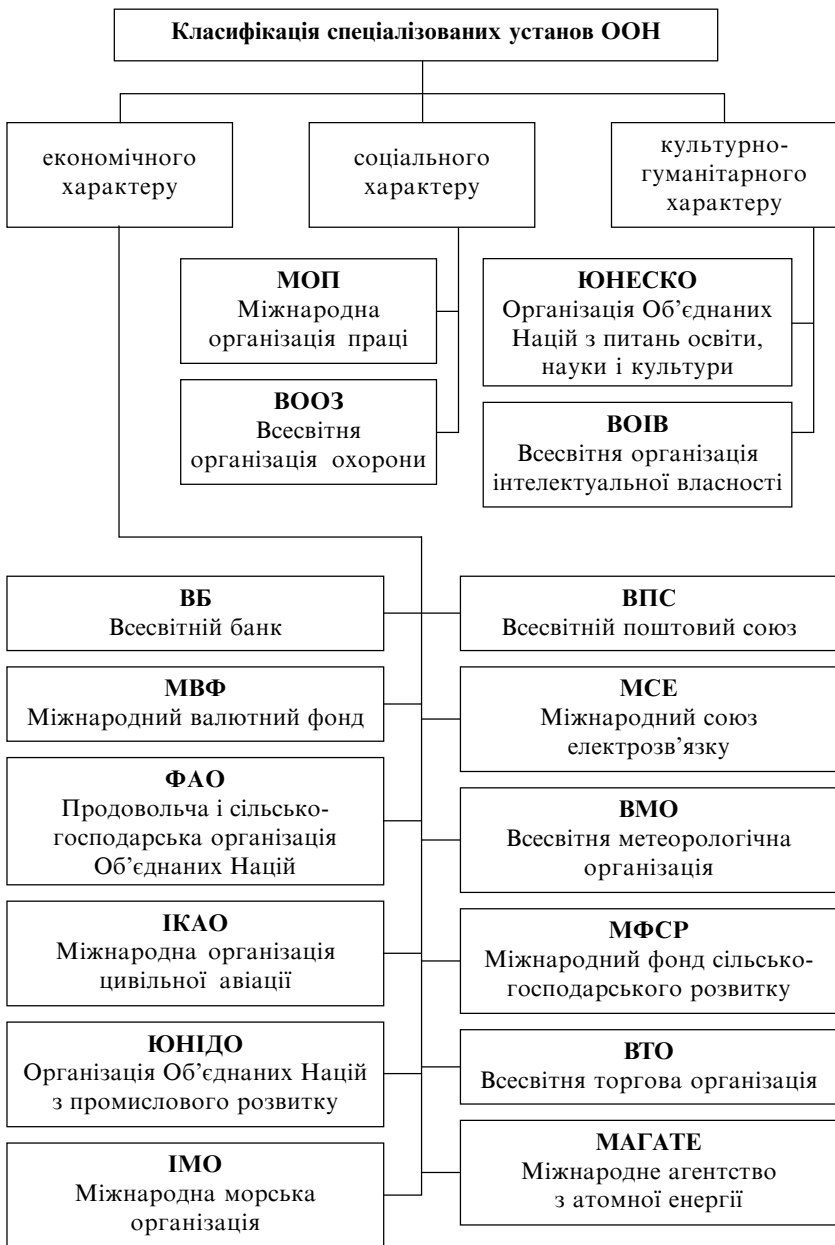 Класифікація спеціалізованих установ ООН
економічного
характеру
соціального
характеру
культурно-
гуманітарного
характеру
МОП
Міжнародна
організація праці
ВООЗ
Всесвітня
організація охорони
ЮНЕСКО
Організація Об’єднаних
Націй з питань освіти,
науки і культури
ВОІВ
Всесвітня організація
інтелектуальної власності
ВБ
Всесвітній банк
МВФ
Міжнародний валютний фонд
ФАО
Продовольча і сільсько-
господарська організація
Об’єднаних Націй
ІКАО
Міжнародна організація
цивільної авіації
ЮНІДО
Організація Об’єднаних Націй
з промислового розвитку
ІМО
Міжнародна морська
організація
ВПС
Всесвітній поштовий союз
МСЕ
Міжнародний союз
електрозв’язку
ВМО
Всесвітня метеорологічна
організація
МФСР
Міжнародний фонд сільсько-
господарського розвитку
ВТО
Всесвітня торгова організація
МАГАТЕ
Міжнародне агентство
з атомної енергії